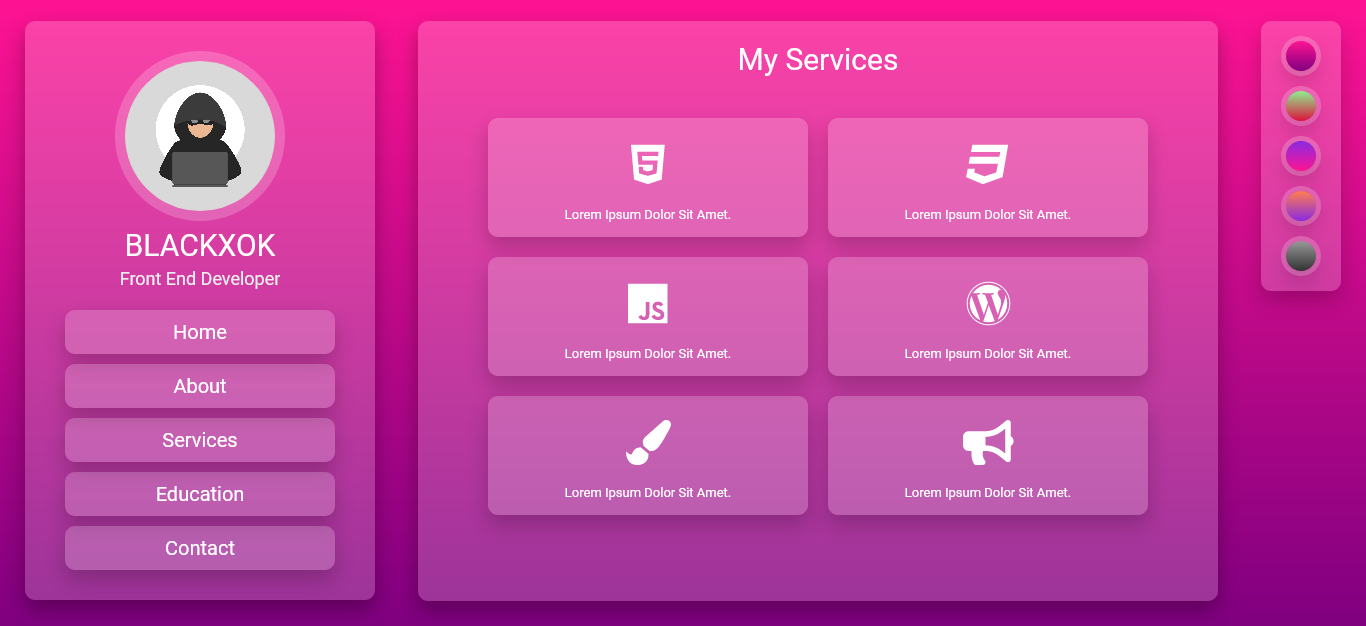 BLACKXOK
Front End Developer
Home
About
Services
Education
Contact
My Services
5
Lorem Ipsum Dolor Sit Amet.
3
Lorem Ipsum Dolor Sit Amet.
JS
Lorem Ipsum Dolor Sit Amet.
W
Lorem Ipsum Dolor Sit Amet.
Lorem Ipsum Dolor Sit Amet.
Lorem Ipsum Dolor Sit Amet.